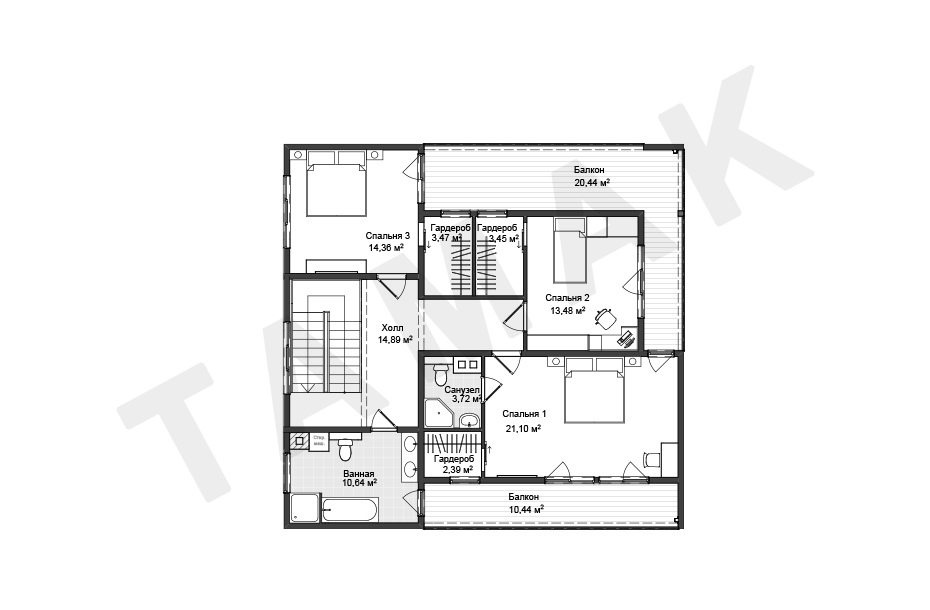 Балкон
20,44 м²
Спальня 3
14,36 м²
Гардероб
3,47 м²
Гардероб
3,45 м²
Спальня 2
13,48 м²
Холл
14,89 м²
Санузел
3,72 м²
Спальня 1
21,10 м²
Стир.
маш.
Ванная
10,64 м²
Гардероб
2,39 м²
Балкон
10,44 м²
TAMAK